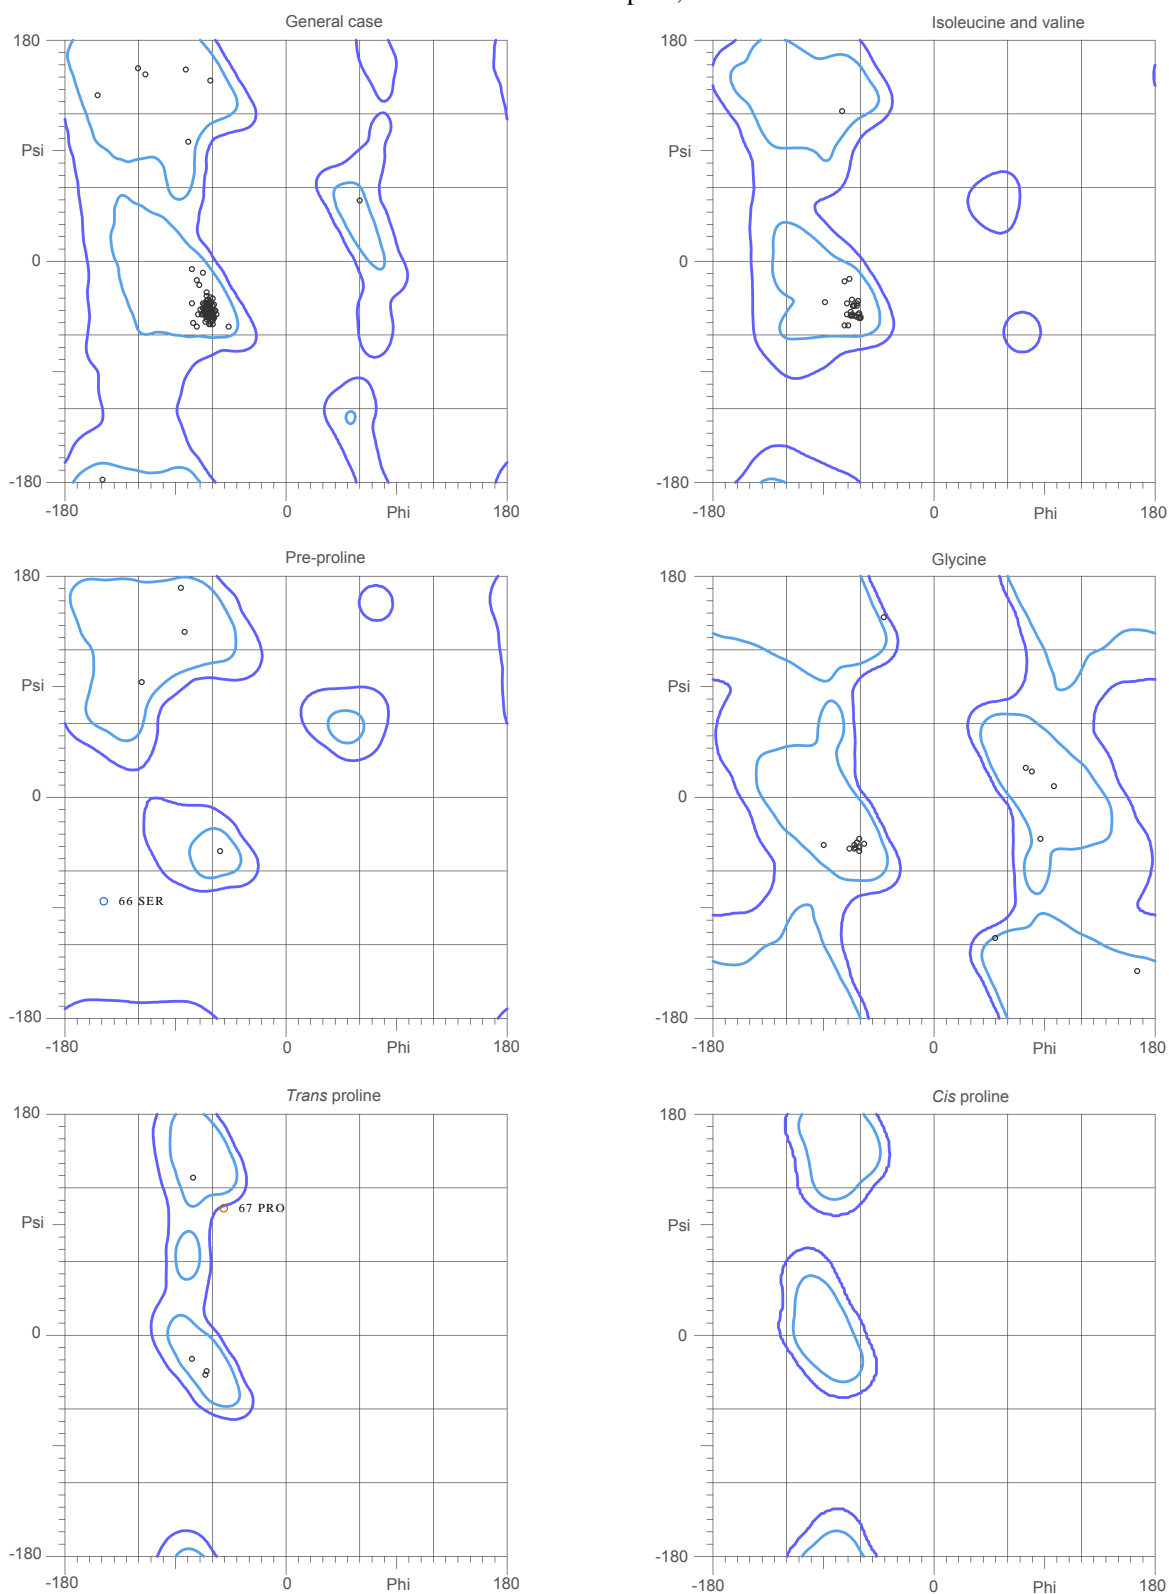 General case
Isoleucine and valine
180
180
Psi
Psi
0
0
-180
-180
-180
0
Phi
180
-180
0
Phi
180
Pre-proline
Glycine
180
180
Psi
Psi
0
0
66 SER
-180
-180
-180
0
Phi
180
-180
0
Phi
180
Trans proline
Cis proline
180
180
67 PRO
Psi
Psi
0
0
-180
-180
-180
0
Phi
180
-180
0
Phi
180